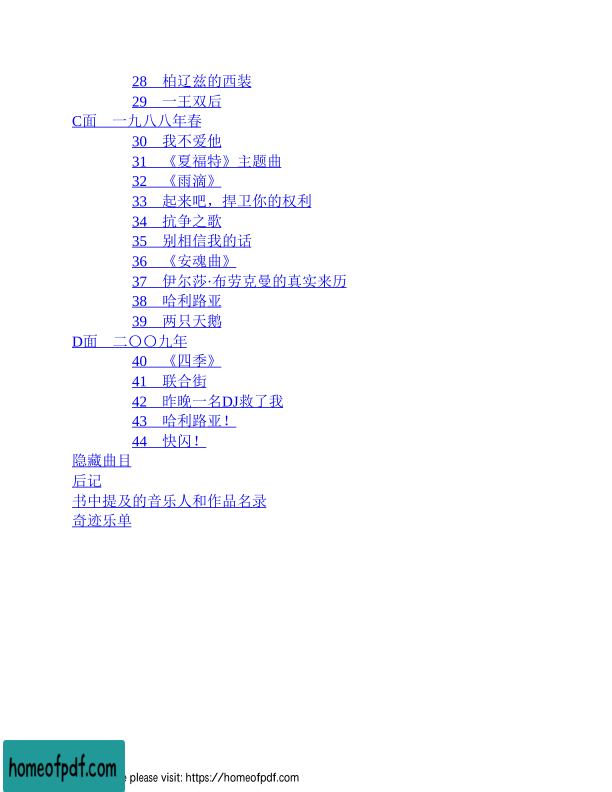 28　柏辽兹的西装
29　一王双后
C面　一九八八年春
30　我不爱他
31　《夏福特》主题曲
32　《雨滴》
33　起来吧，捍卫你的权利
34　抗争之歌
35　别相信我的话
36　《安魂曲》
37　伊尔莎·布劳克曼的真实来历
38　哈利路亚
39　两只天鹅
D面　二〇〇九年
40　《四季》
41　联合街
42　昨晚一名DJ救了我
43　哈利路亚！
44　快闪！
隐藏曲目
后记
书中提及的音乐人和作品名录
奇迹乐单
homeofpdf.com
please visit: https://homeofpdf.com